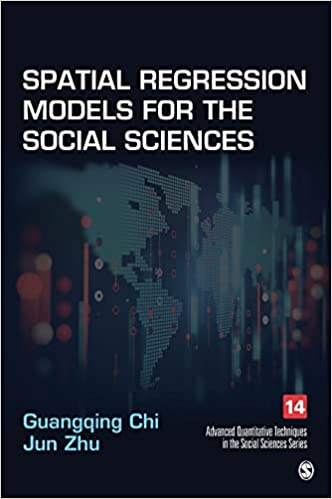 SPATIAL REGRESSION
MODELS FOR THE
SOCIAL SCIENCES
Guangqing Chi
Jun Zhu
14
Advanced Quantitative Techniques
in the Social Sciences Series
S